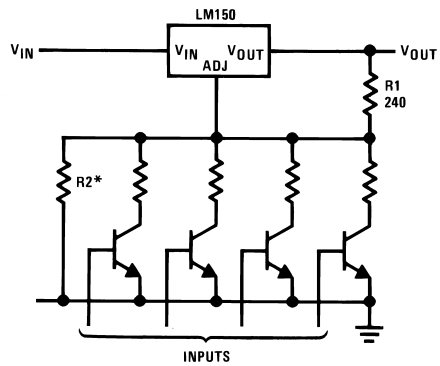 LM150
VIN
VIN VOUT
ADJ
VOUT
R1
240
R2*
INPUTS